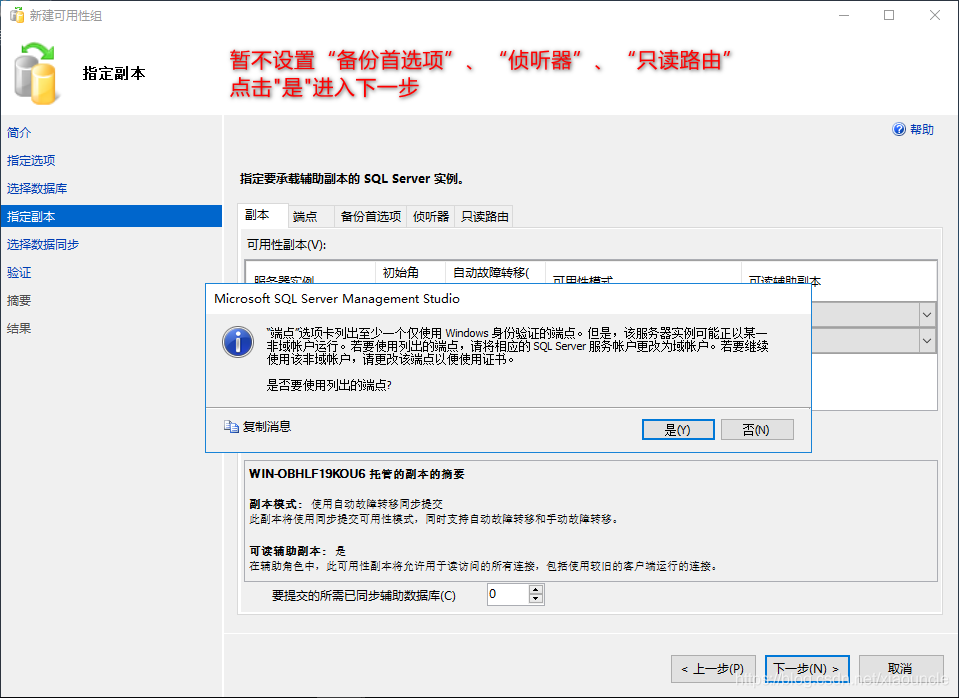 新建可用性组
指定副本
暂不设置“备份首选项”、“侦听器”、“只读路由”
点击"是"进入下一步
简介
指定选项
选择数据库
指定副本
选择数据同步
验证
摘要
结果
帮助
指定要承载辅助副本的 SQL Server 实例。
副本 端点 备份首选项 侦听器 只读路由
可用性副本(V):
服务器实例 初始角 自动故障转移( 可用性模式 可读辅助副本
Microsoft SQL Server Management Studio
“端点”选项卡列出至少一个仅使用 Windows 身份验证的端点。但是，该服务器实例可能正以某一
非域帐户运行。若要使用列出的端点，请将相应的 SQL Server 服务帐户更改为域帐户。若要继续
使用该非域帐户，请更改该端点以便使用证书。
是否要使用列出的端点?
复制消息
是(Y) 否(N)
WIN-OBHLF19KOU6 托管的副本的摘要
副本模式： 使用自动故障转移同步提交
此副本将使用同步提交可用性模式，同时支持自动故障转移和手动故障转移。
可读辅助副本： 是
在辅助角色中，此可用性副本将允许用于读访问的所有连接，包括使用较旧的客户端运行的连接。
要提交的所需已同步辅助数据库(C) 0
< 上一步(P) 下一步(N) > 取消
https://blog.csdn.net/xiaouncle